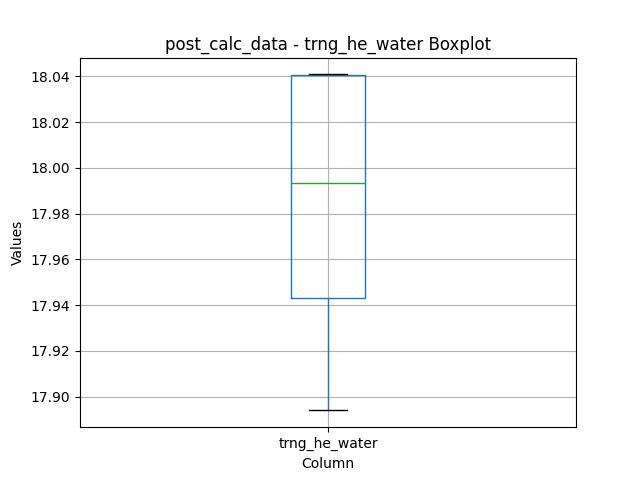 post_calc_data - trng_he_water Boxplot
18.04
18.02
18.00
17.98
17.96
17.94
17.92
17.90
Values
trng_he_water
Column